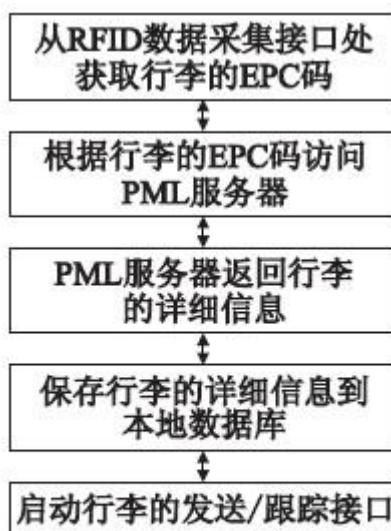 从RFID数据采集接口处
获取行李的EPC码
根据行李的EPC码访问
PML服务器
PML服务器返回行李
的详细信息
保存行李的详细信息到
本地数据库
启动行李的发送/跟踪接口